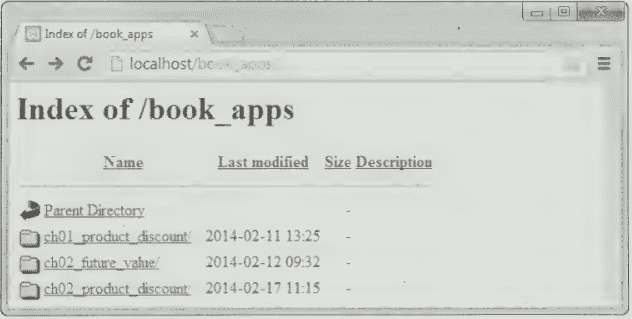 Index of /book_apps
localhost/book_apps
Index of /book_apps
Name Last modified Size Description
Parent Directory -
ch01_product_discount/ 2014-02-11 13:25 -
ch02_future_value/ 2014-02-12 09:32 -
ch02_product_discount/ 2014-02-17 11:15 -